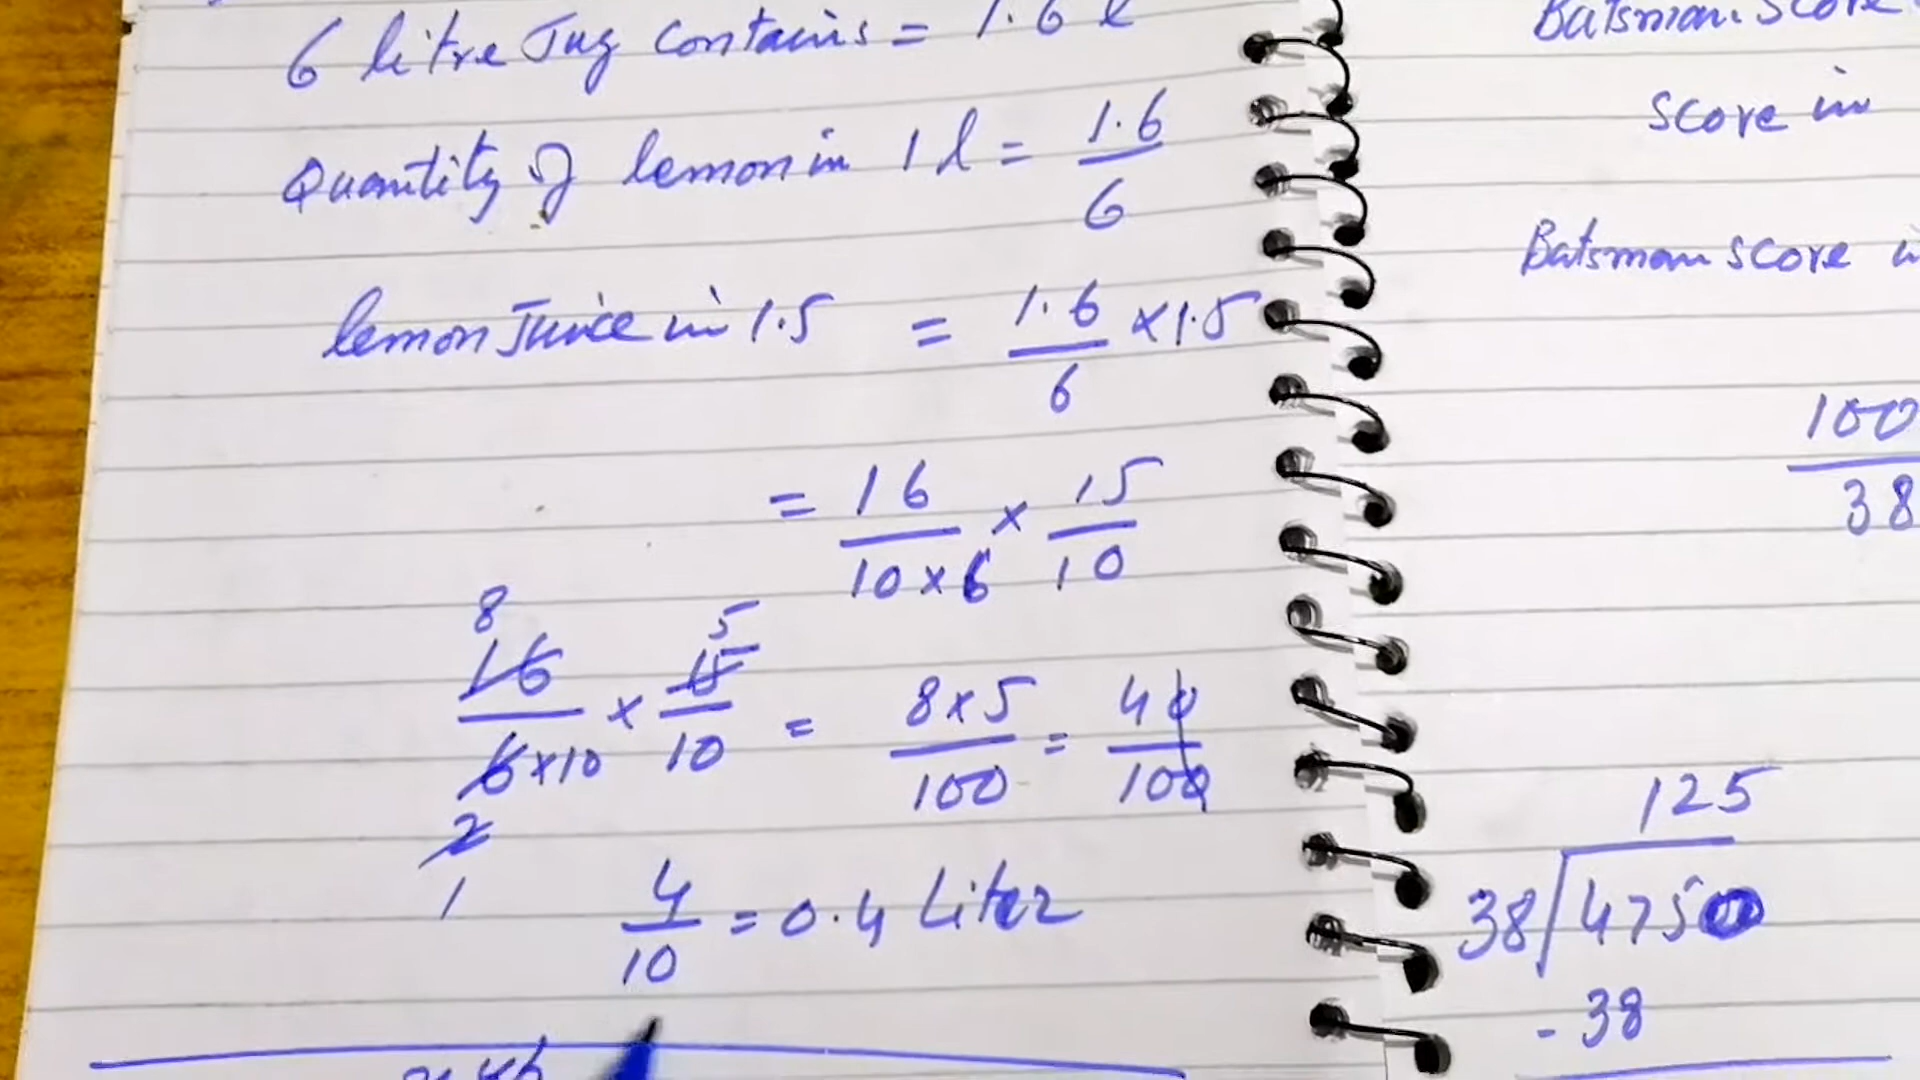 6 litre Jug contains = 1.6 l
Quantity of lemon in 1 l = 1.6
6
lemon Juice in 1.5 = 1.6 × 1.5
6
= 16 × 15
10 × 6 10
8 5
16 × 15 = 8 × 5 = 40
6 × 10 10 100 100
2
1
4 = 0.4 Liter
10
Batsman score
Score in
Batsman score
100
38
125
38 4750
- 38